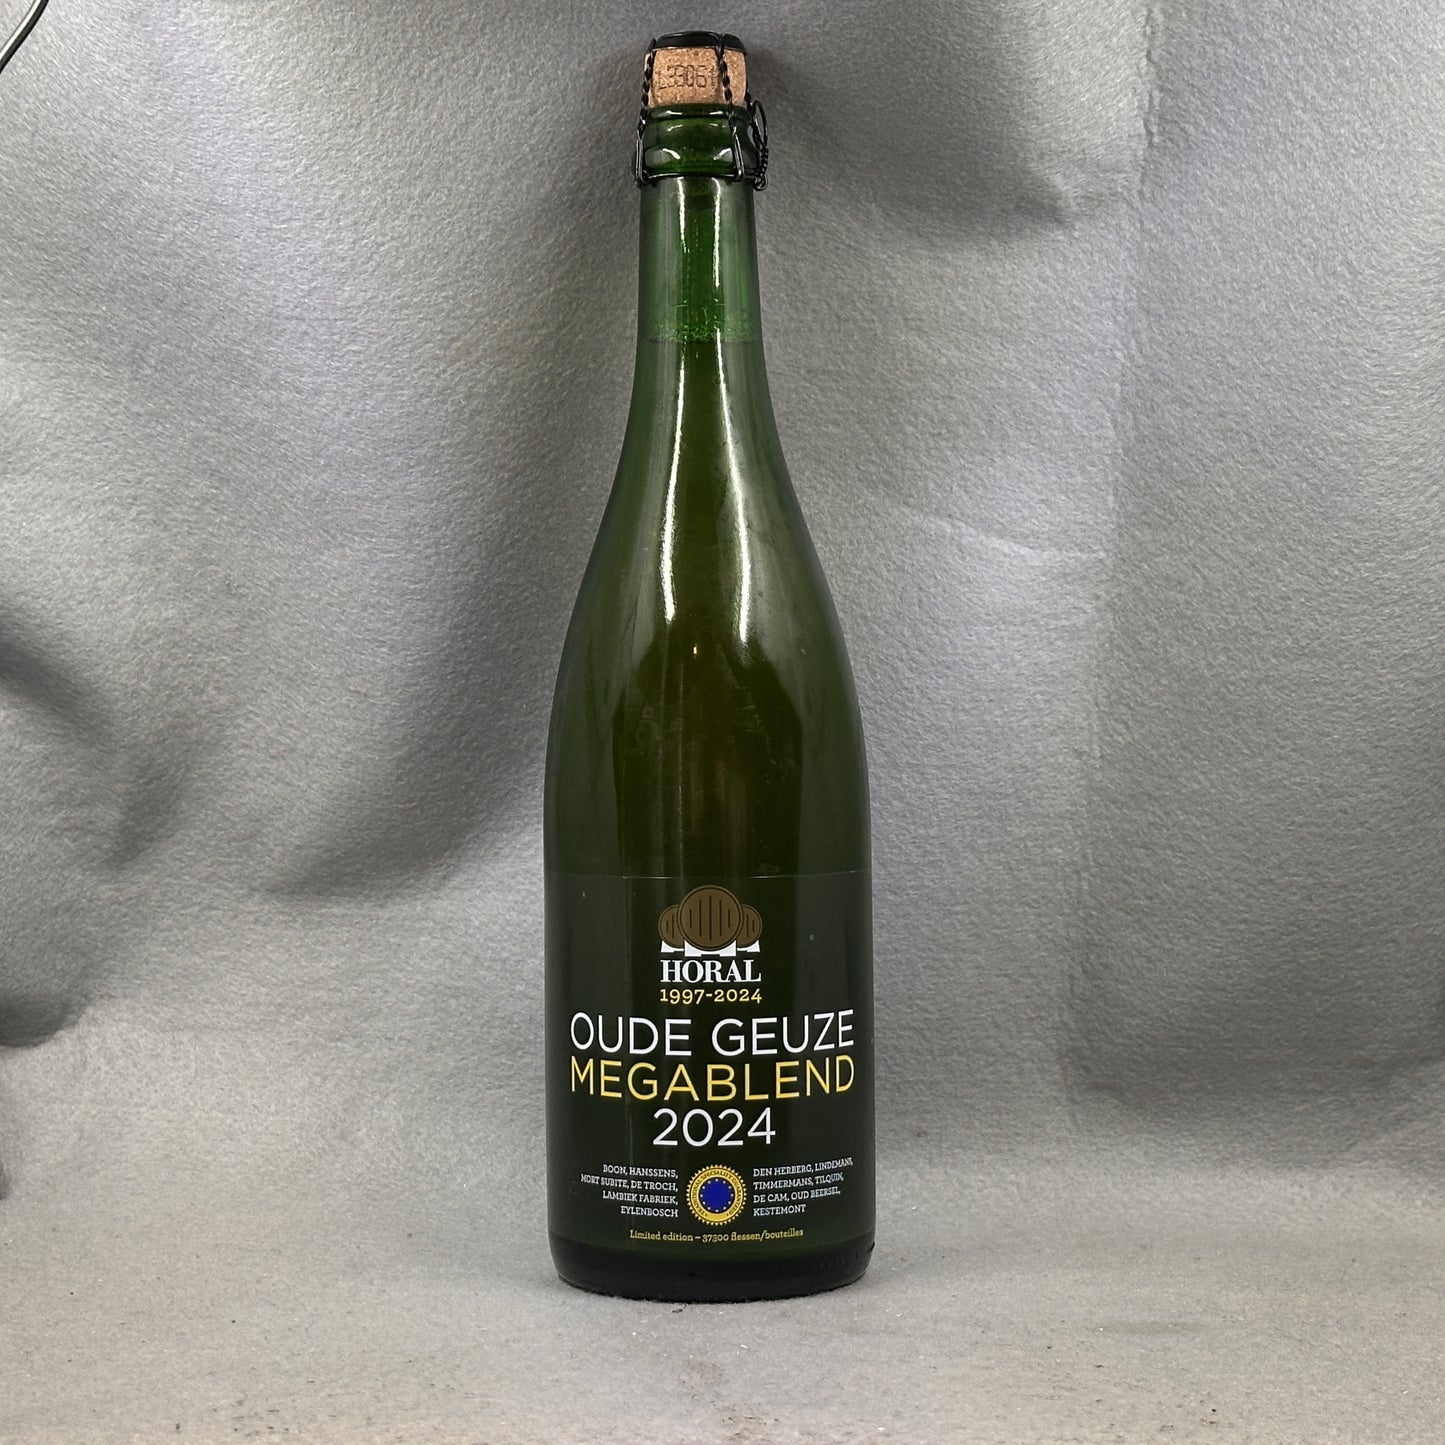 L33061
HORAL
1997-2024
OUDE GEUZE
MEGABLEND
2024
BOON, HANSSENS,
MORT SUBITE, DE TROCH,
LAMBIEK FABRIEK,
EYLENBOSCH
DEN HERBERG, LINDEMANS,
TIMMERMANS, TILQUIN,
DE CAM, OUD BEERSEL,
KESTEMONT
Limited edition – 37300 flessen/bouteilles